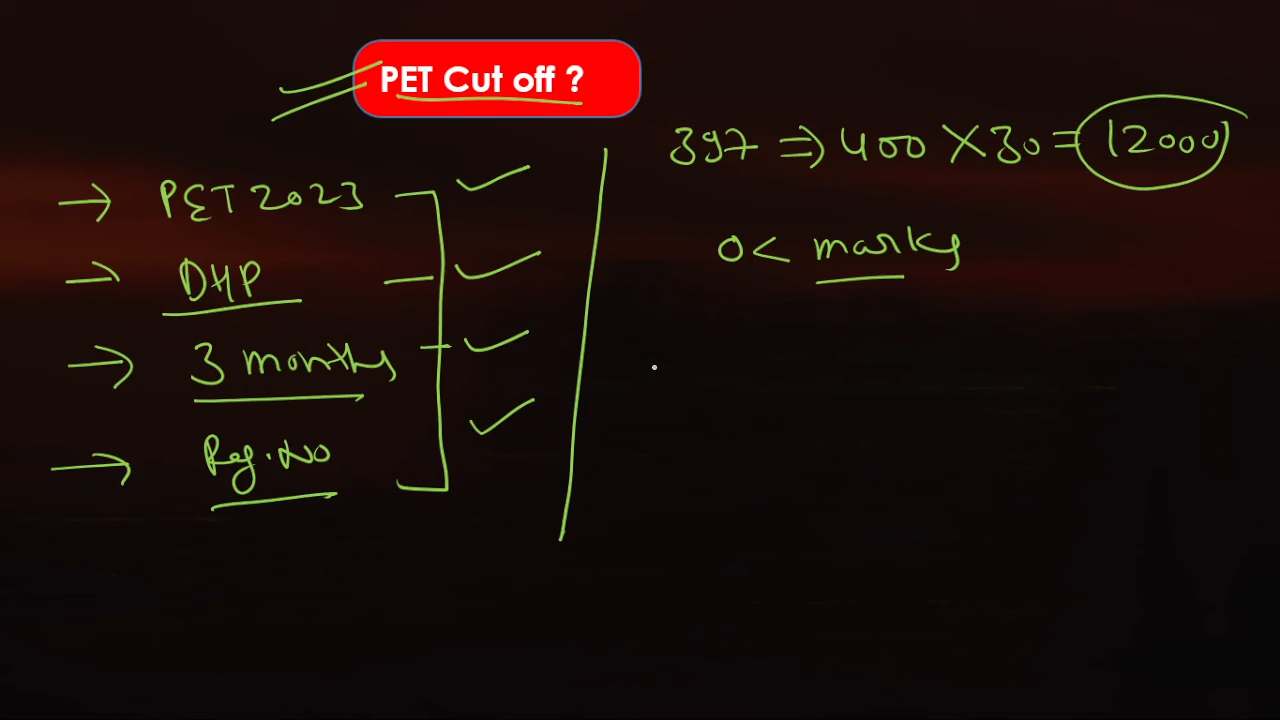 PET Cut off ?
→ PET 2023
→ DHP
→ 3 months
→ Reg. No
397 ⇒ 400 X 30 = 12000
0 < marks